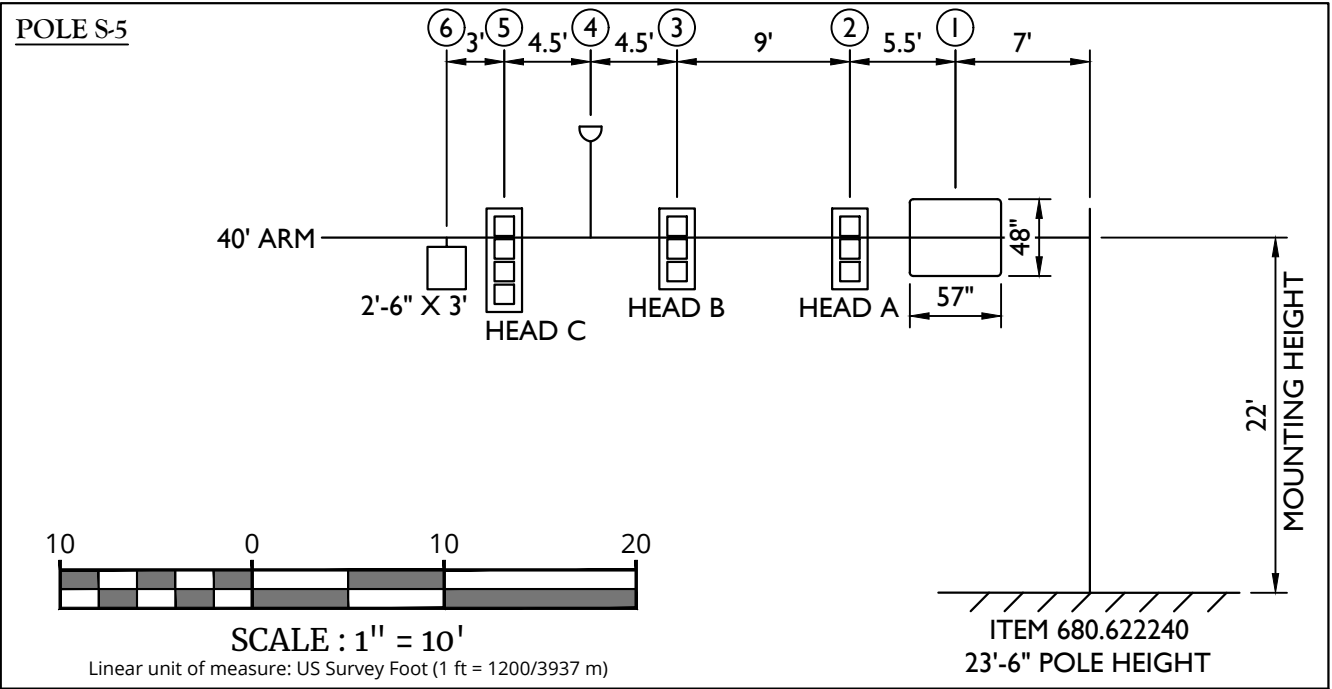 POLE S-5
6 3' 5 4.5' 4 4.5' 3 9' 2 5.5' 1 7'
40' ARM
48"
2'-6" X 3'
57"
HEAD C
HEAD B
HEAD A
22'
MOUNTING HEIGHT
10 0 10 20
SCALE : 1" = 10'
Linear unit of measure: US Survey Foot (1 ft = 1200/3937 m)
ITEM 680.622240
23'-6" POLE HEIGHT